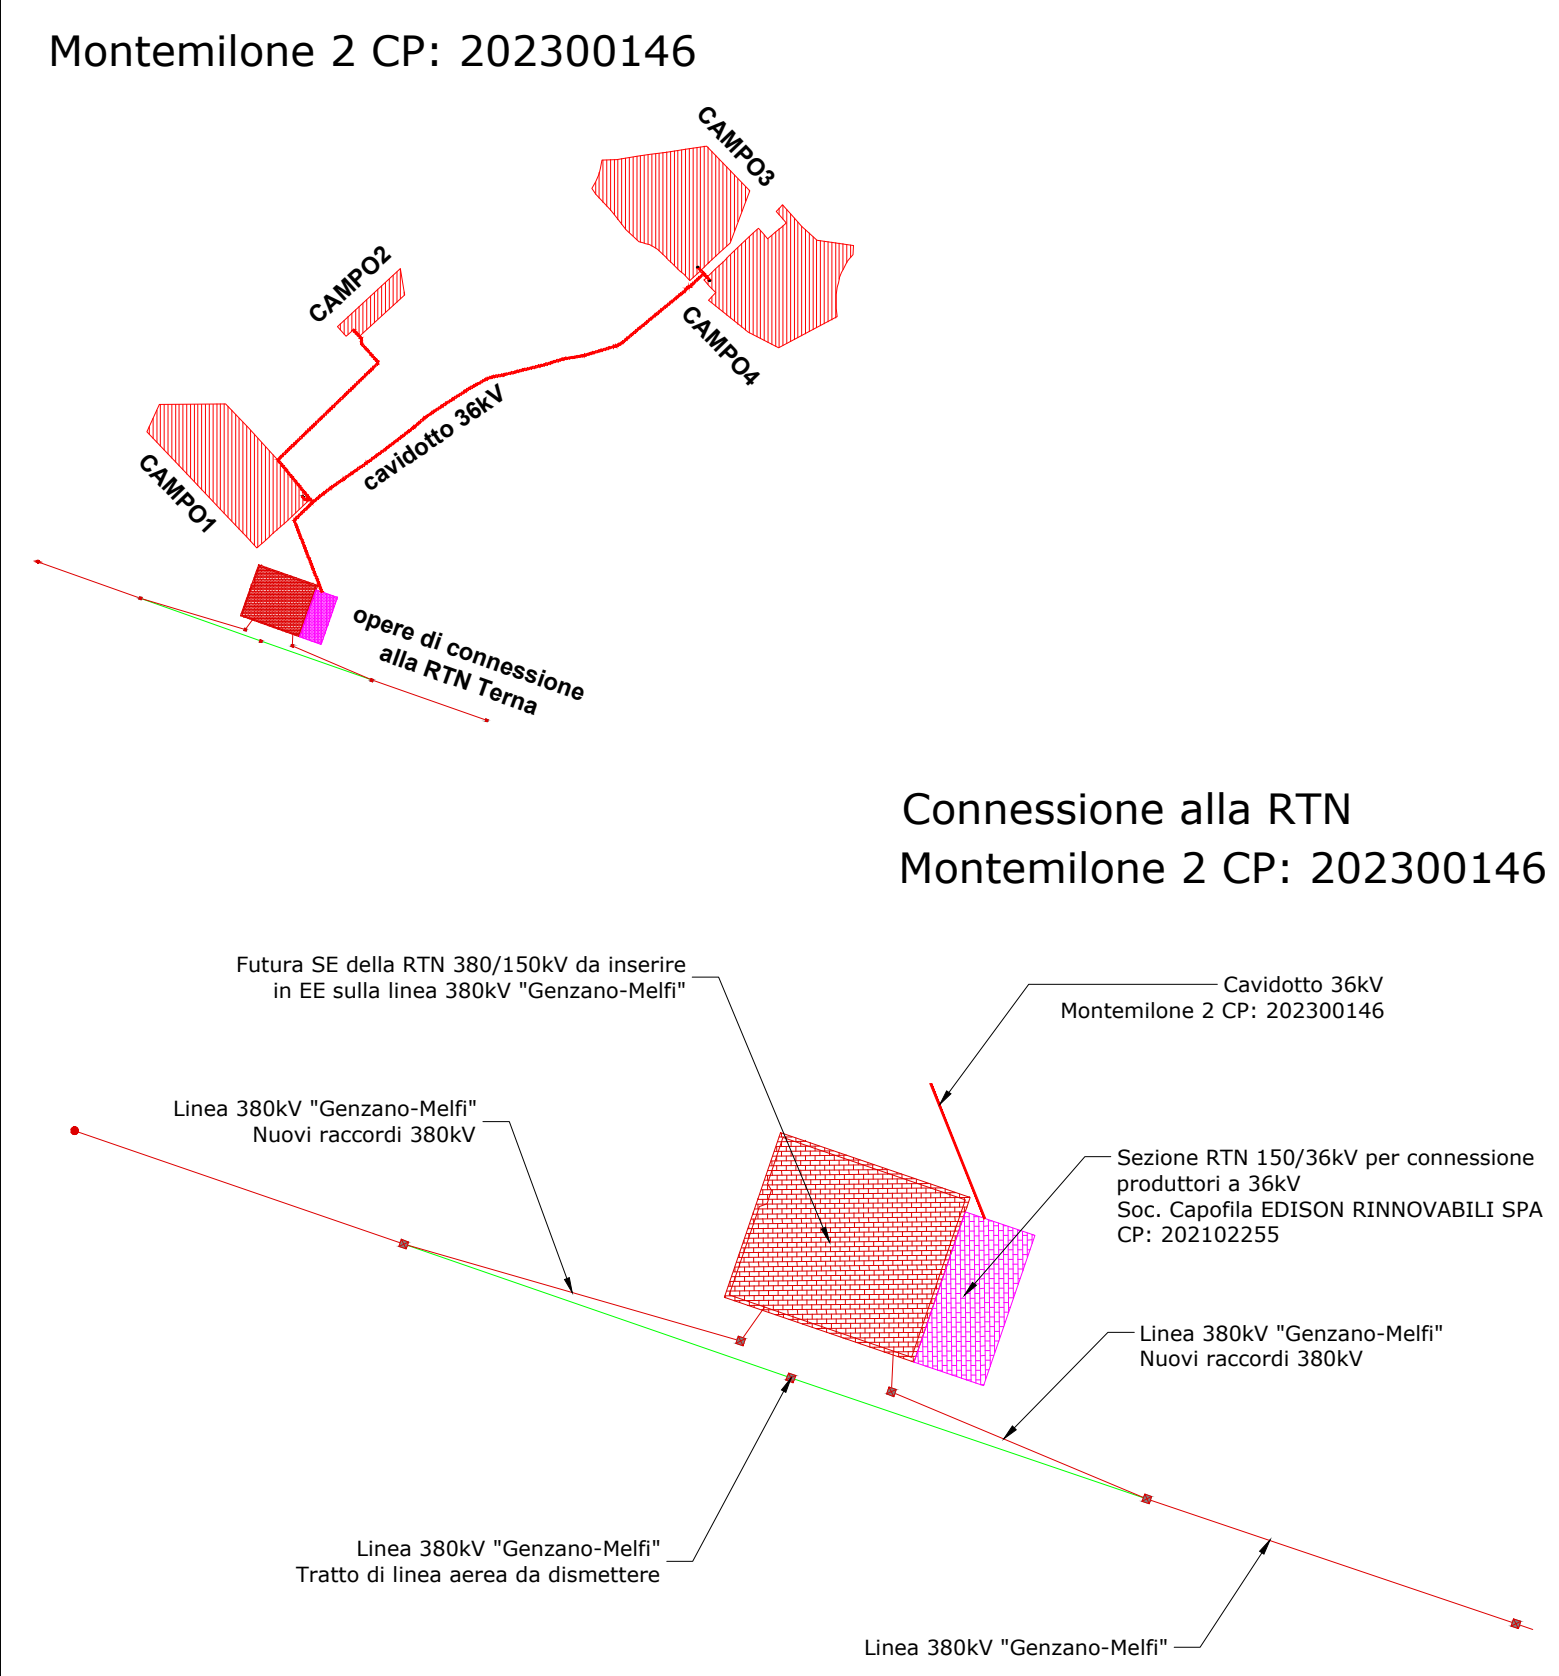 Montemilone 2 CP: 202300146
CAMPO3
CAMPO2
CAMPO4
cavidotto 36kV
CAMPO1
opere di connessione
alla RTN Terna
Connessione alla RTN
Montemilone 2 CP: 202300146
Futura SE della RTN 380/150kV da inserire
in EE sulla linea 380kV "Genzano-Melfi"
Cavidotto 36kV
Montemilone 2 CP: 202300146
Linea 380kV "Genzano-Melfi"
Nuovi raccordi 380kV
Sezione RTN 150/36kV per connessione
produttori a 36kV
Soc. Capofila EDISON RINNOVABILI SPA
CP: 202102255
Linea 380kV "Genzano-Melfi"
Nuovi raccordi 380kV
Linea 380kV "Genzano-Melfi"
Tratto di linea aerea da dismettere
Linea 380kV "Genzano-Melfi"